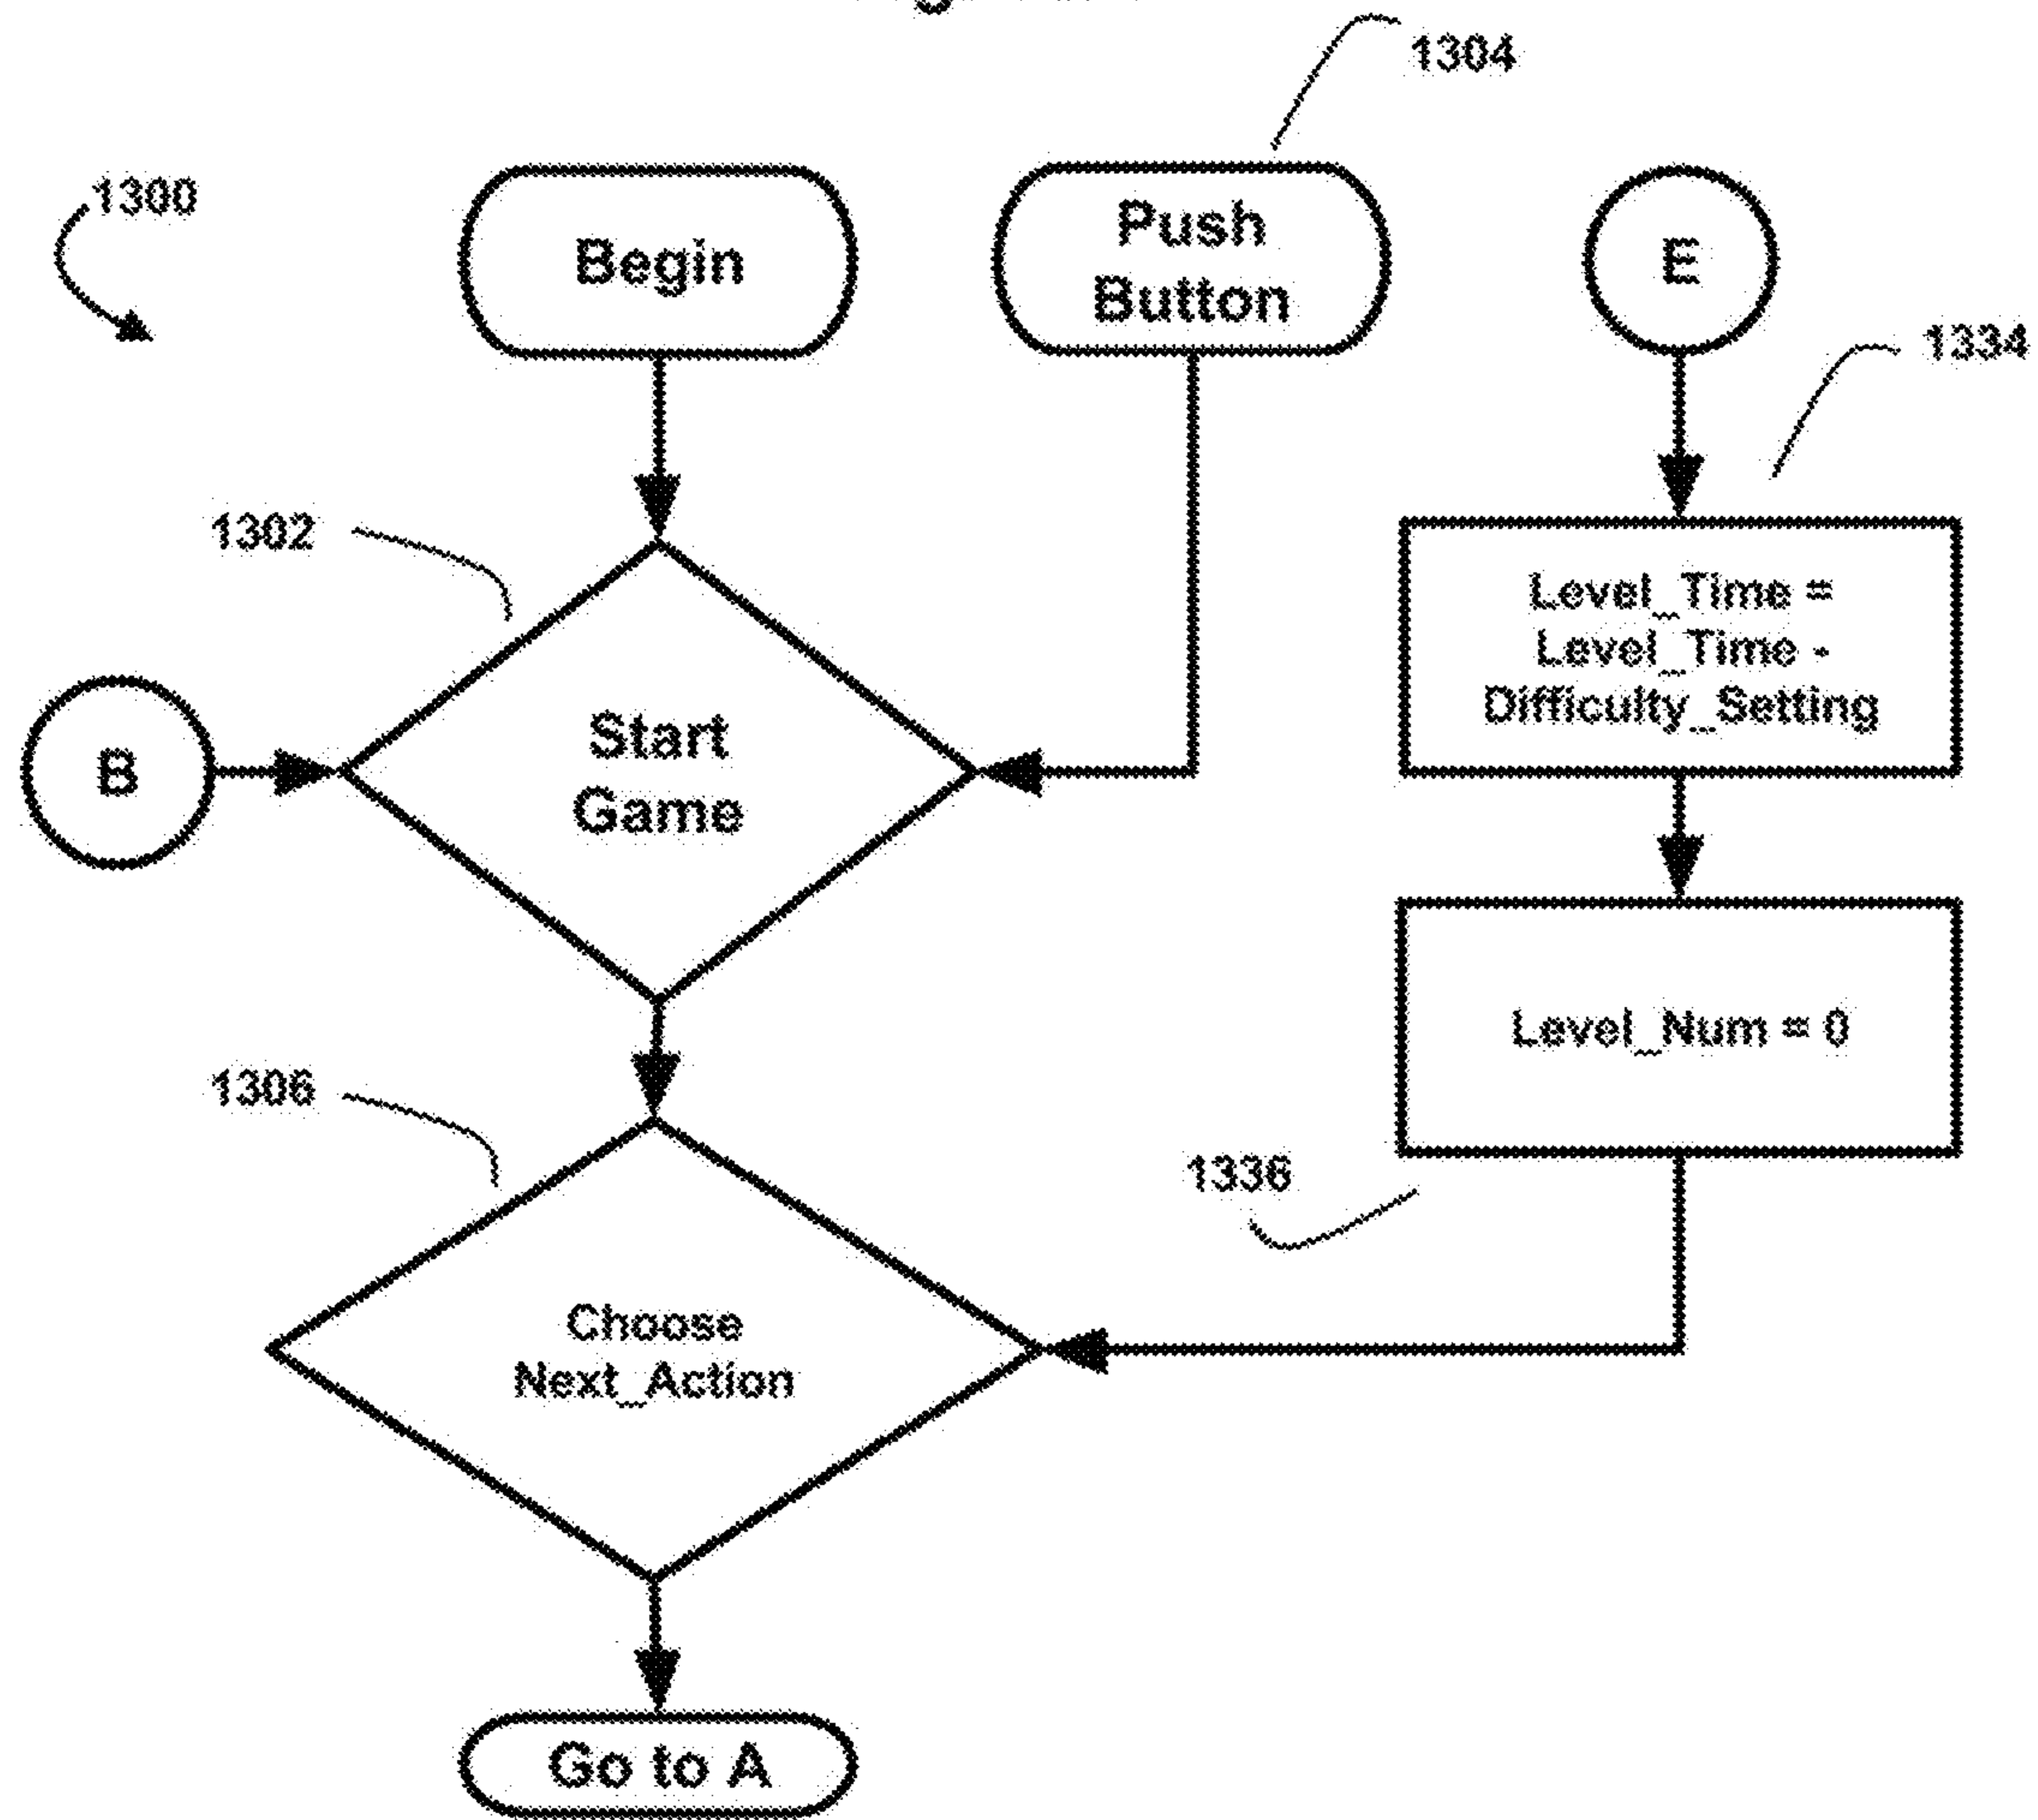 1304
1300
Begin
Push
Button
E
1334
1302
Level_Time =
Level_Time -
Difficulty_Setting
Start
Game
B
Level_Num = 0
1306
1336
Choose
Next_Action
Go to A